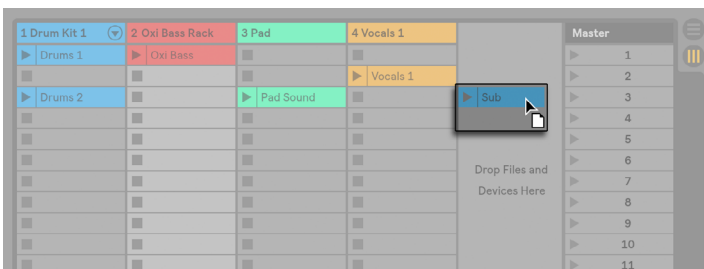 1 Drum Kit 1 2 Oxi Bass Rack 3 Pad 4 Vocals 1 Master
Drums 1 Oxi Bass 1
Vocals 1 2
Drums 2 Pad Sound Sub 3
4
5
Drop Files and 6
Devices Here 7
8
9
10
11